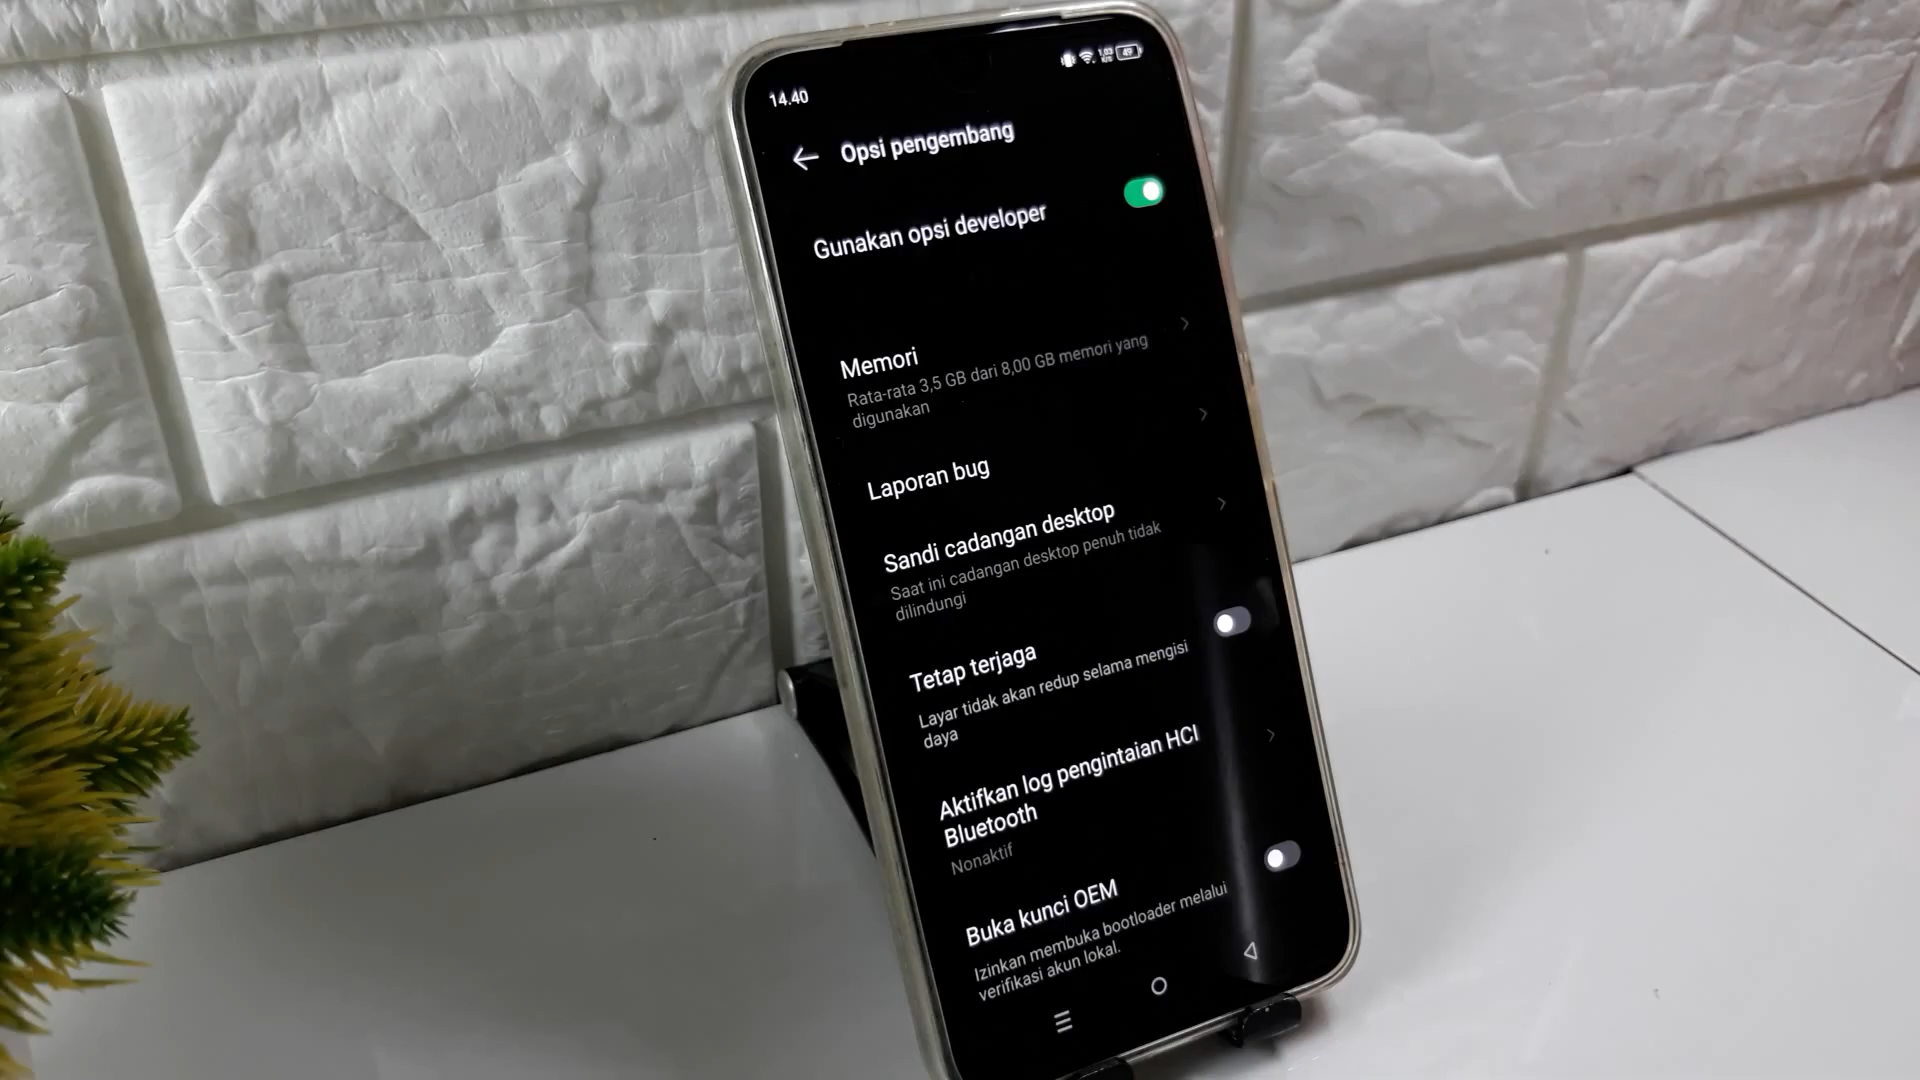 14.40
1,03
K/S
49
Opsi pengembang
Gunakan opsi developer
Memori
Rata-rata 3,5 GB dari 8,00 GB memori yang
digunakan
Laporan bug
Sandi cadangan desktop
Saat ini cadangan desktop penuh tidak
dilindungi
Tetap terjaga
Layar tidak akan redup selama mengisi
daya
Aktifkan log pengintaian HCI
Bluetooth
Nonaktif
Buka kunci OEM
Izinkan membuka bootloader melalui
verifikasi akun lokal.